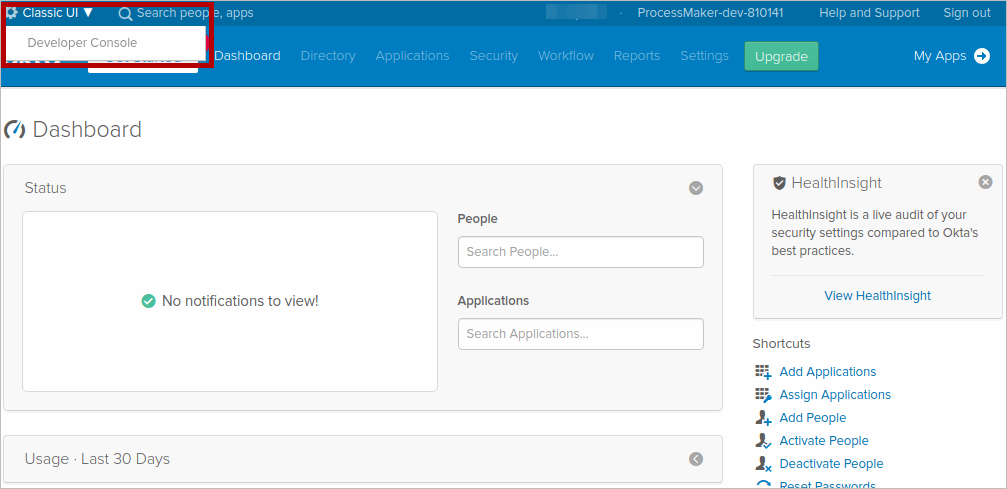 Classic UI ▼ Search people, apps ProcessMaker-dev-810141 Help and Support Sign out
Developer Console
Dashboard Directory Applications Security Workflow Reports Settings Upgrade My Apps
Dashboard
Status
No notifications to view!
People
Search People...
Applications
Search Applications...
Usage · Last 30 Days
HealthInsight
HealthInsight is a live audit of your
security settings compared to Okta's
best practices.
View HealthInsight
Shortcuts
Add Applications
Assign Applications
Add People
Activate People
Deactivate People
Reset Passwords